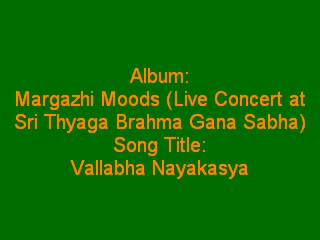 Album:
Margazhi Moods (Live Concert at
Sri Thyaga Brahma Gana Sabha)
Song Title:
Vallabha Nayakasya